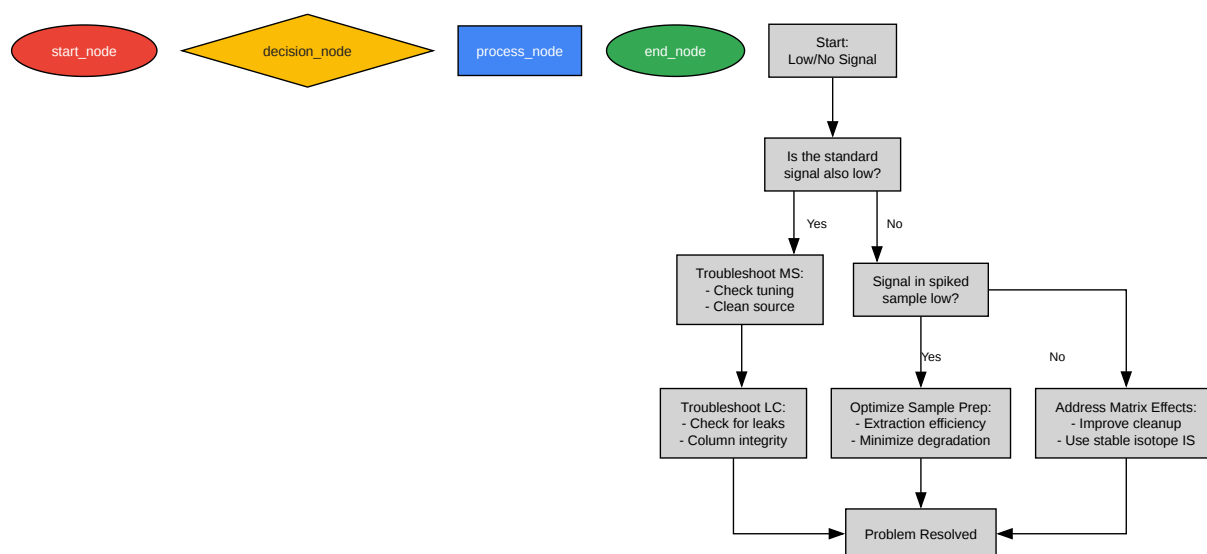 start_node
decision_node
process_node
end_node
Start:
Low/No Signal
Is the standard
signal also low?
Yes
No
Troubleshoot MS:
- Check tuning
- Clean source
Signal in spiked
sample low?
Yes
No
Troubleshoot LC:
- Check for leaks
- Column integrity
Optimize Sample Prep:
- Extraction efficiency
- Minimize degradation
Address Matrix Effects:
- Improve cleanup
- Use stable isotope IS
Problem Resolved